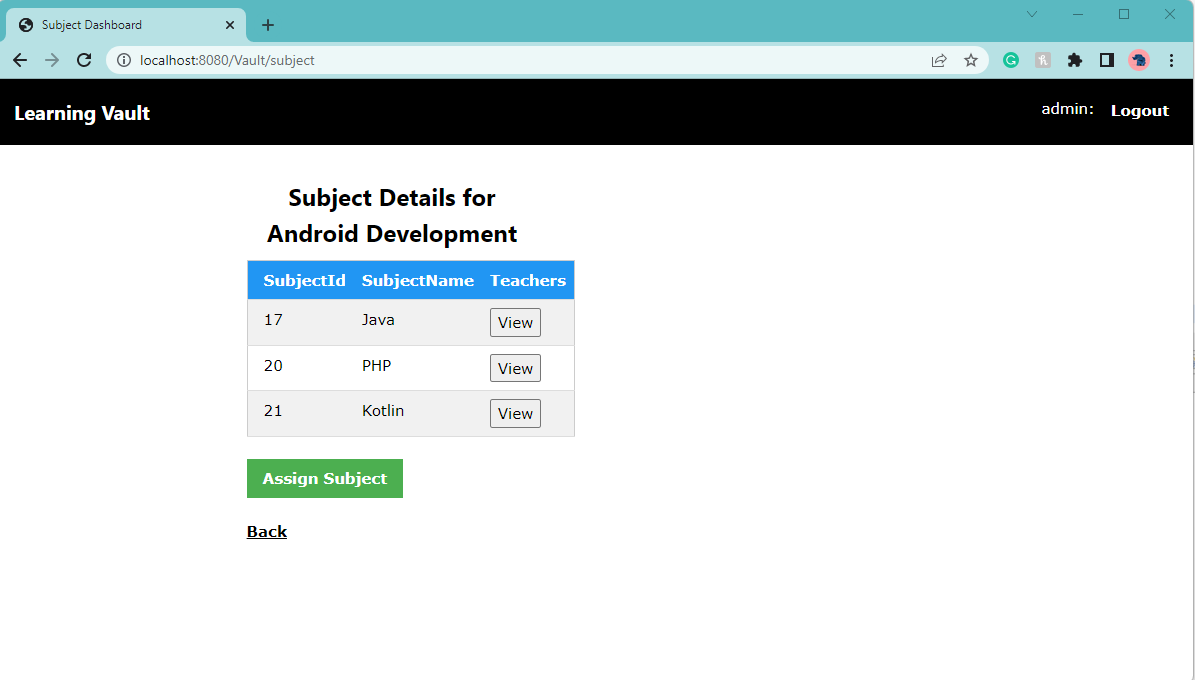 Subject Dashboard
localhost:8080/Vault/subject
Learning Vault
admin: Logout
Subject Details for
Android Development
SubjectId SubjectName Teachers
17 Java View
20 PHP View
21 Kotlin View
Assign Subject
Back